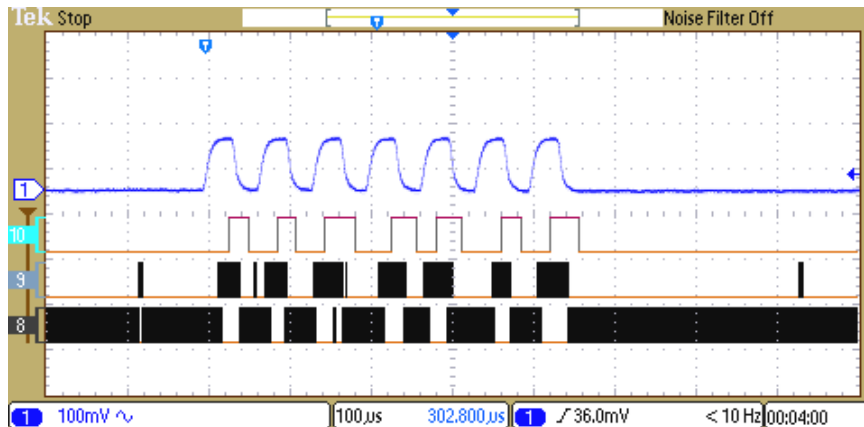 Tek Stop Noise Filter Off
T
T
1
10
9
8
1 100mV ∿ 100µs 302.800µs 1 ƒ 36.0mV < 10 Hz 00:04:00